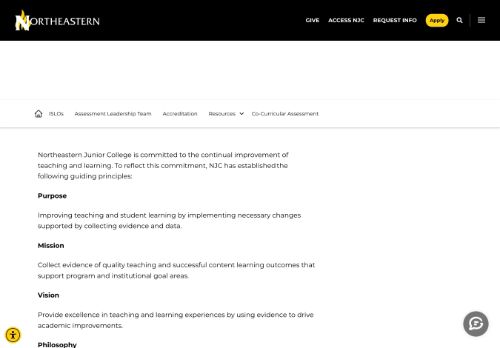 NORTHEASTERN
GIVE ACCESS NJC REQUEST INFO Apply
ISLOs Assessment Leadership Team Accreditation Resources Co-Curricular Assessment
Northeastern Junior College is committed to the continual improvement of
teaching and learning. To reflect this commitment, NJC has establishedthe
following guiding principles:
Purpose
Improving teaching and student learning by implementing necessary changes
supported by collecting evidence and data.
Mission
Collect evidence of quality teaching and successful content learning outcomes that
support program and institutional goal areas.
Vision
Provide excellence in teaching and learning experiences by using evidence to drive
academic improvements.
Philosophy